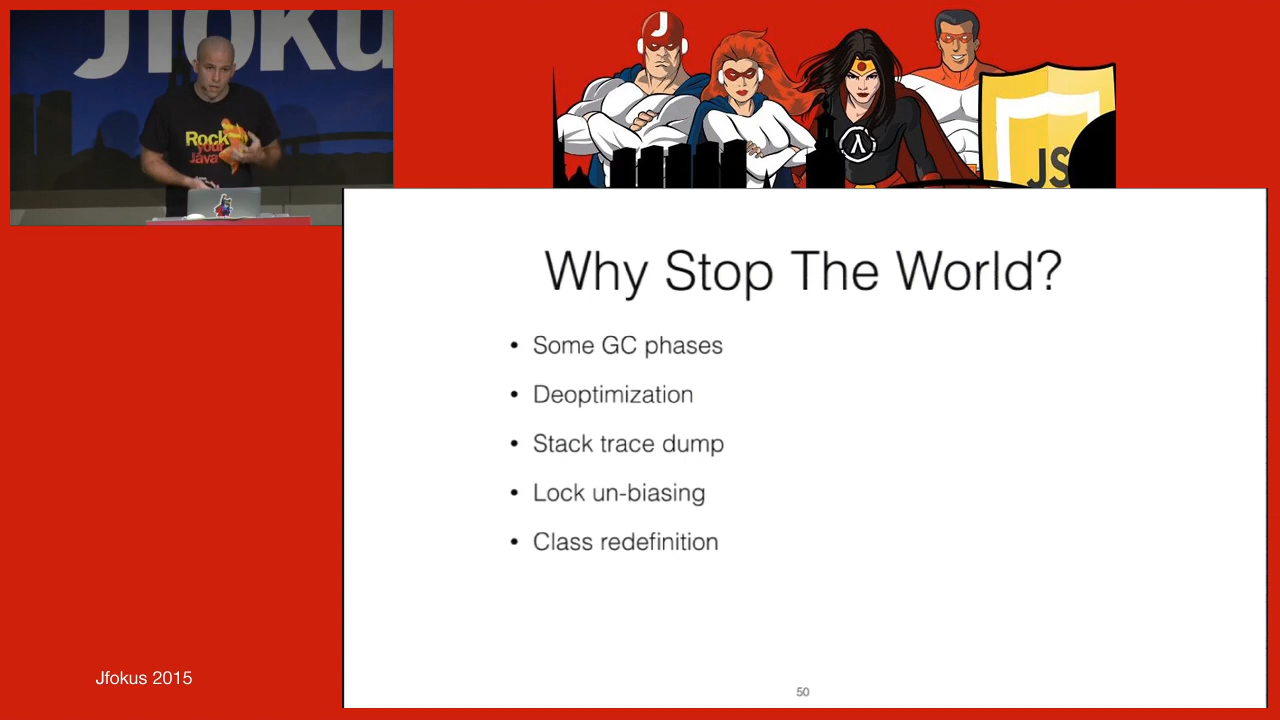 Jfoku
Rock
your
Java
J
λ
JS
Why Stop The World?
• Some GC phases
• Deoptimization
• Stack trace dump
• Lock un-biasing
• Class redefinition
Jfokus 2015
50